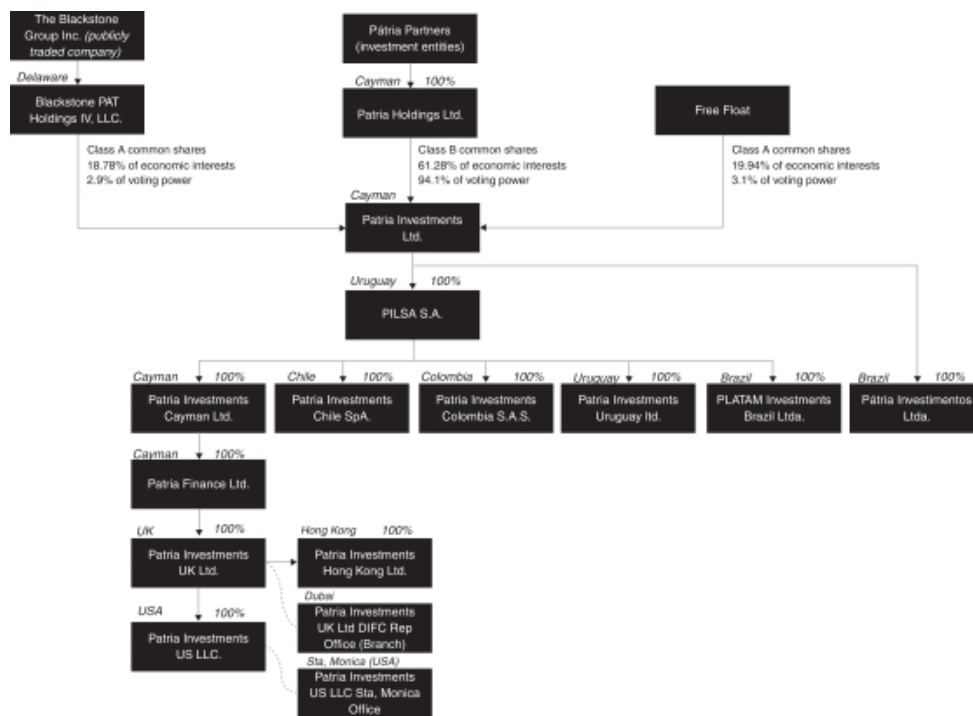 The Blackstone
Group Inc. (publicly
traded company)
Pátria Partners
(investment entities)
Delaware
Cayman 100%
Blackstone PAT
Holdings IV, LLC.
Patria Holdings Ltd.
Free Float
Class A common shares
18.78% of economic interests
2.9% of voting power
Class B common shares
61.28% of economic interests
94.1% of voting power
Class A common shares
19.94% of economic interests
3.1% of voting power
Cayman
Patria Investments
Ltd.
Uruguay 100%
PILSA S.A.
Cayman 100%
Chile 100%
Colombia 100%
Uruguay 100%
Brazil 100%
Brazil 100%
Patria Investments
Cayman Ltd.
Patria Investments
Chile SpA.
Patria Investments
Colombia S.A.S.
Patria Investments
Uruguay ltd.
PLATAM Investments
Brazil Ltda.
Pátria Investimentos
Ltda.
Cayman 100%
Patria Finance Ltd.
UK 100%
Hong Kong 100%
Patria Investments
UK Ltd.
Patria Investments
Hong Kong Ltd.
Dubai
Patria Investments
UK Ltd DIFC Rep
Office (Branch)
USA 100%
Patria Investments
US LLC.
Sta, Monica (USA)
Patria Investments
US LLC Sta, Monica
Office